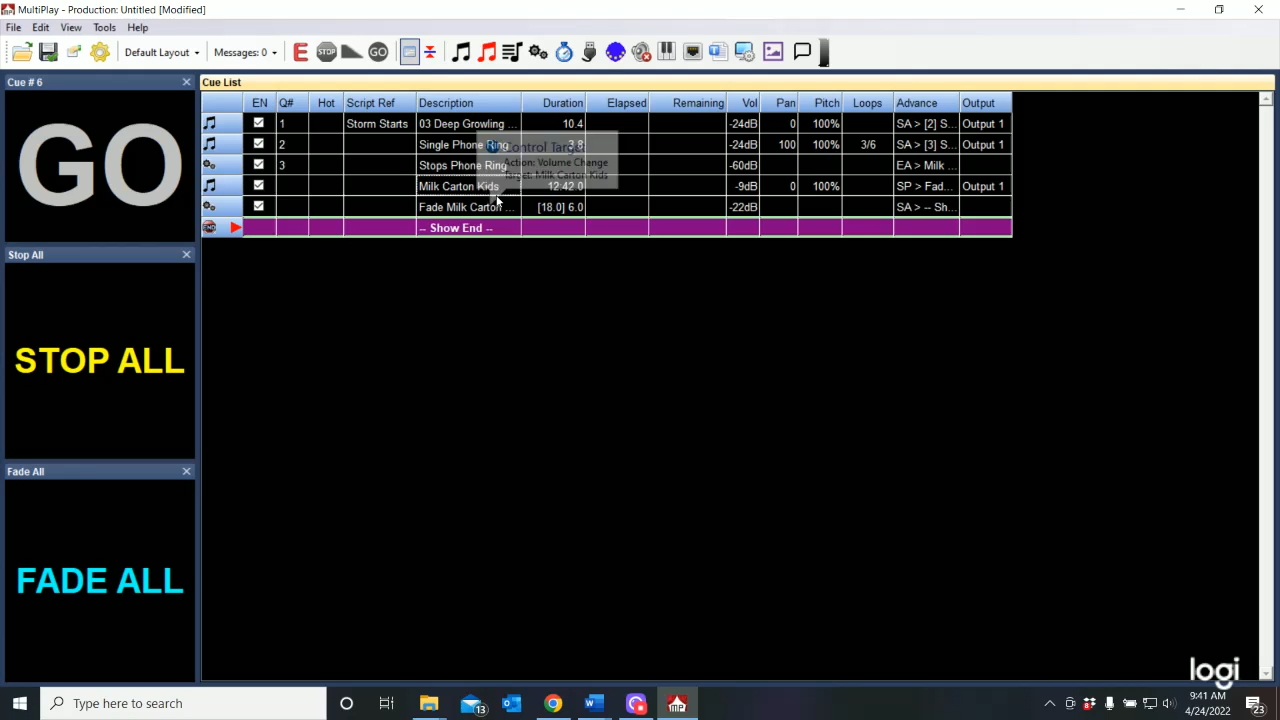 MultiPlay - Production: Untitled [Modified]
File Edit View Tools Help
Default Layout Messages: 0 E STOP GO
Cue # 6
GO
Stop All
STOP ALL
Fade All
FADE ALL
Cue List
EN Q# Hot Script Ref Description Duration Elapsed Remaining Vol Pan Pitch Loops Advance Output
1 Storm Starts 03 Deep Growling ... 10.4 -24dB 0 100% SA > [2] S... Output 1
2 Single Phone Ring 3.8 -24dB 100 100% 3/6 SA > [3] S... Output 1
3 Stops Phone Ring -60dB EA > Milk ...
Milk Carton Kids 12:42.0 -9dB 0 100% SP > Fad... Output 1
Fade Milk Carton ... [18.0] 6.0 -22dB SA > -- Sh...
END -- Show End --
Control Target
Action: Volume Change
Target: Milk Carton Kids
logi
Type here to search
13
9:41 AM
4/24/2022
23